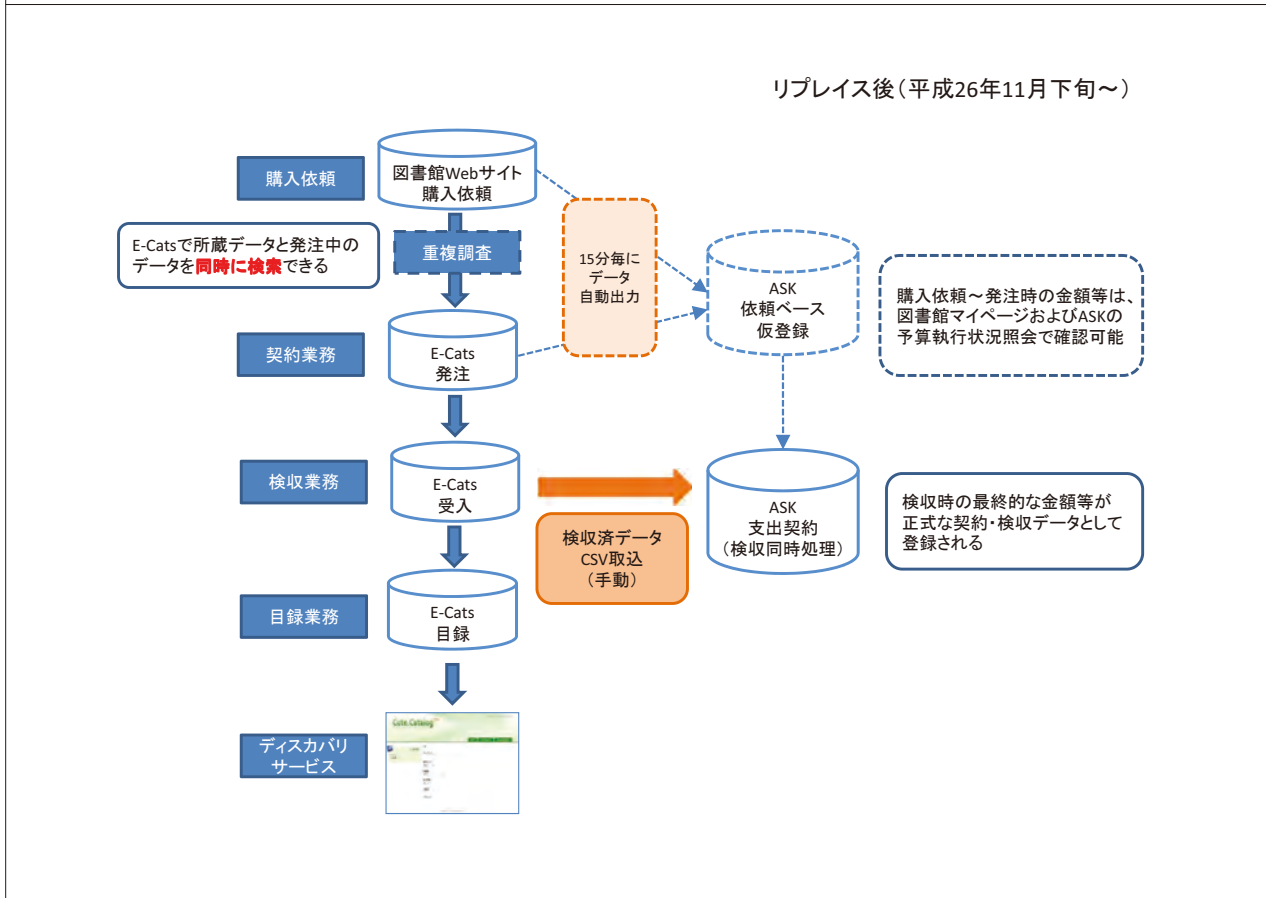 リプレイス後(平成26年11月下旬～)
購入依頼
図書館Webサイト
購入依頼
E-Catsで所蔵データと発注中の
データを同時に検索できる
重複調査
15分毎に
データ
自動出力
ASK
依頼ベース
仮登録
購入依頼～発注時の金額等は、
図書館マイページおよびASKの
予算執行状況照会で確認可能
契約業務
E-Cats
発注
検収業務
E-Cats
受入
検収済データ
CSV取込
(手動)
ASK
支出契約
(検収同時処理)
検収時の最終的な金額等が
正式な契約・検収データとして
登録される
目録業務
E-Cats
目録
ディスカバリ
サービス
Cute.Catalog